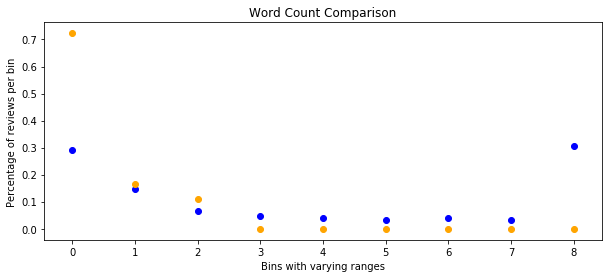 Word Count Comparison
Percentage of reviews per bin
0.7
0.6
0.5
0.4
0.3
0.2
0.1
0.0
0 1 2 3 4 5 6 7 8
Bins with varying ranges